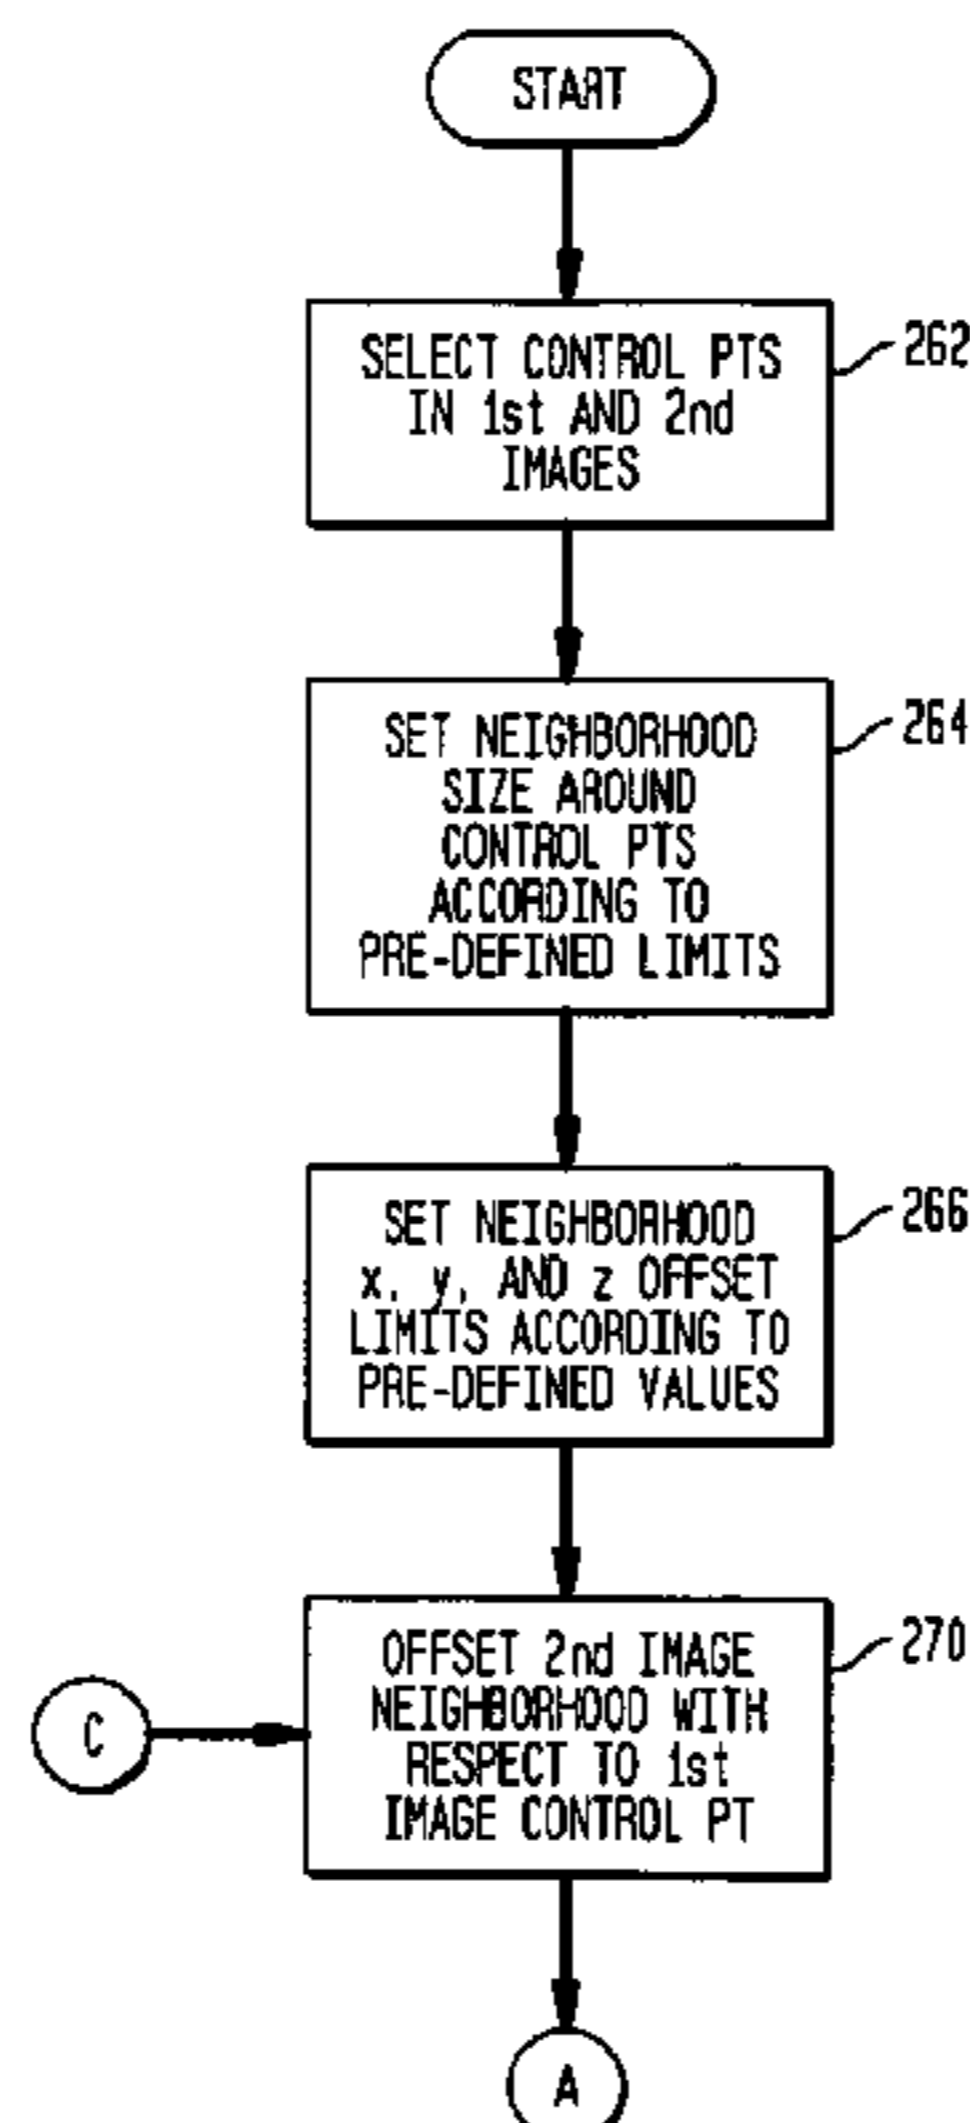 START
SELECT CONTROL PTS
IN 1st AND 2nd
IMAGES
262
SET NEIGHBORHOOD
SIZE AROUND
CONTROL PTS
ACCORDING TO
PRE-DEFINED LIMITS
264
SET NEIGHBORHOOD
x, y, AND z OFFSET
LIMITS ACCORDING TO
PRE-DEFINED VALUES
266
OFFSET 2nd IMAGE
NEIGHBORHOOD WITH
RESPECT TO 1st
IMAGE CONTROL PT
270
C
A